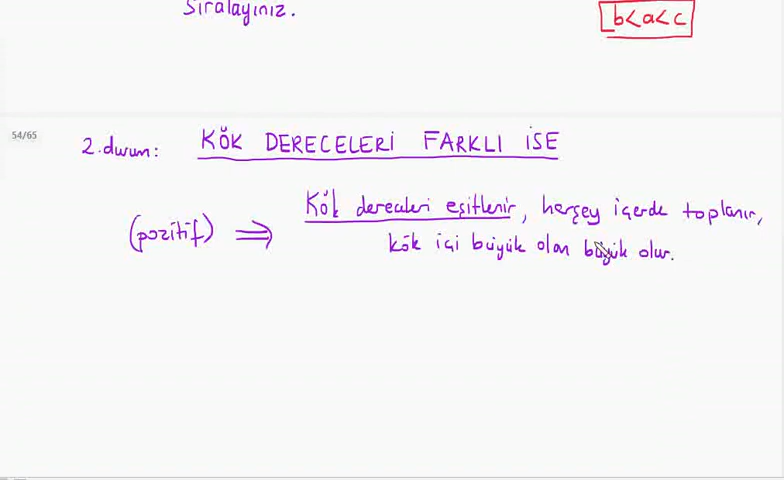 Sıralayınız.
b<a<c
54/65
2.durum: KÖK DERECELERİ FARKLI İSE
(pozitif) ⇒ Kök dereceleri eşitlenir, herşey içerde toplanır,
kök içi büyük olan büyük olur.